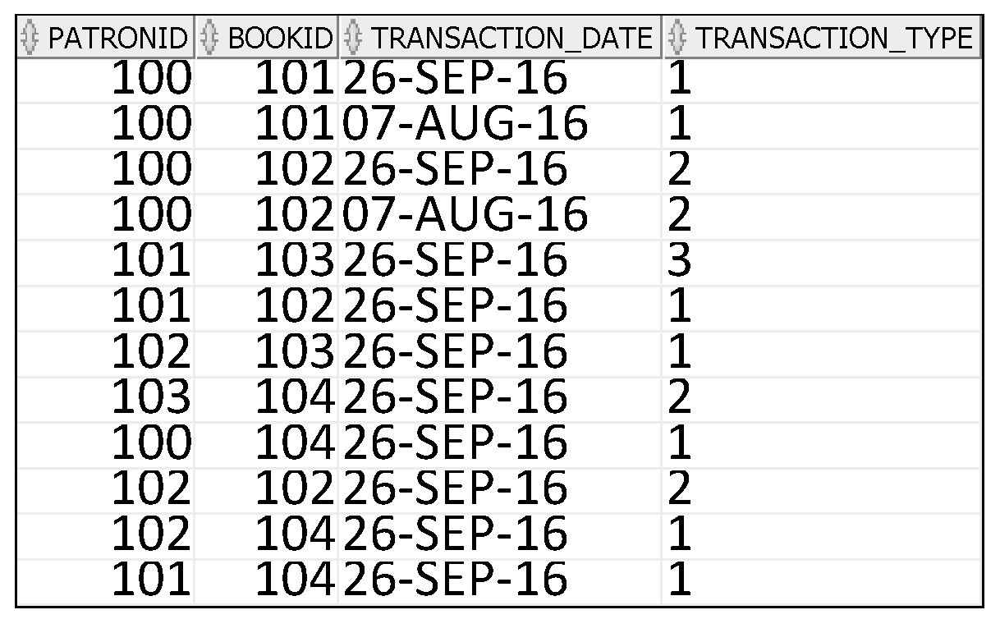 PATRONID BOOKID TRANSACTION_DATE TRANSACTION_TYPE
100 101 26-SEP-16 1
100 101 07-AUG-16 1
100 102 26-SEP-16 2
100 102 07-AUG-16 2
101 103 26-SEP-16 3
101 102 26-SEP-16 1
102 103 26-SEP-16 1
103 104 26-SEP-16 2
100 104 26-SEP-16 1
102 102 26-SEP-16 2
102 104 26-SEP-16 1
101 104 26-SEP-16 1